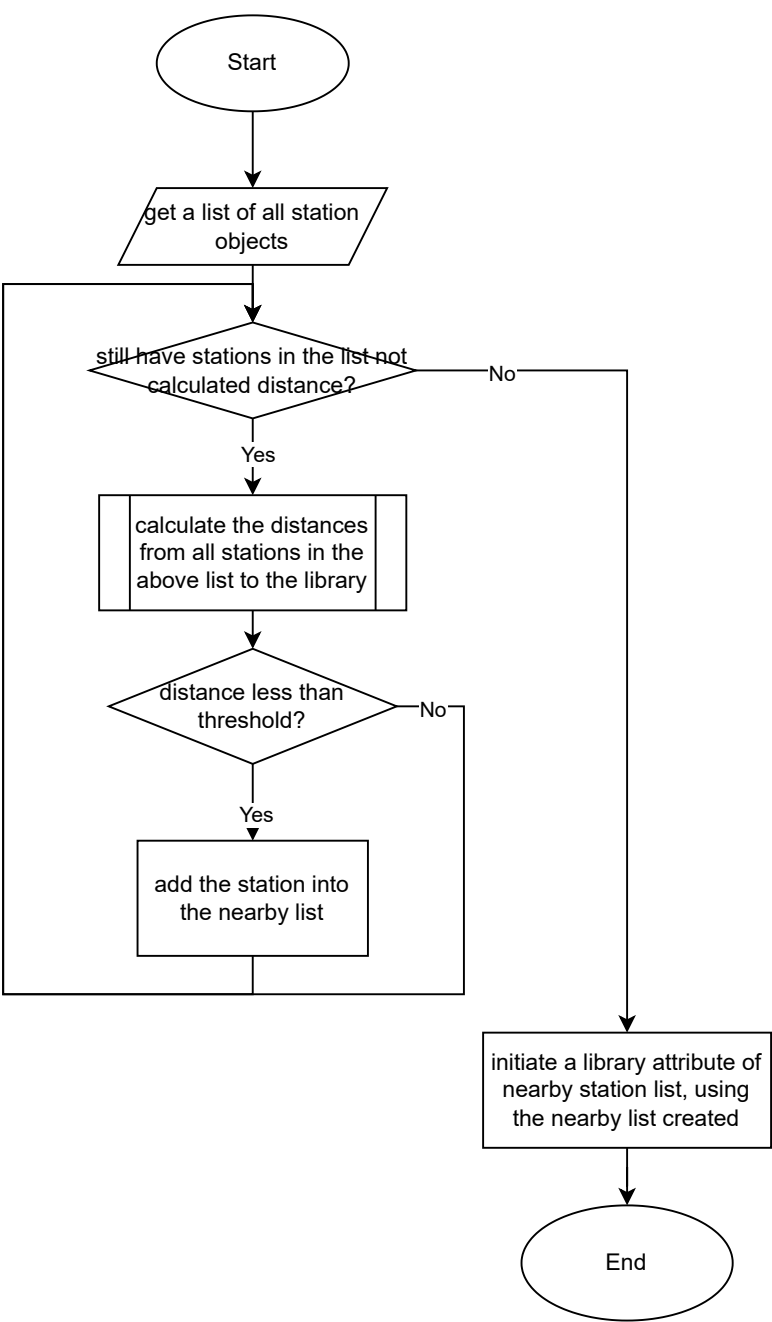 Start
get a list of all station
objects
still have stations in the list not
calculated distance?
No
Yes
calculate the distances
from all stations in the
above list to the library
distance less than
threshold?
No
Yes
add the station into
the nearby list
initiate a library attribute of
nearby station list, using
the nearby list created
End